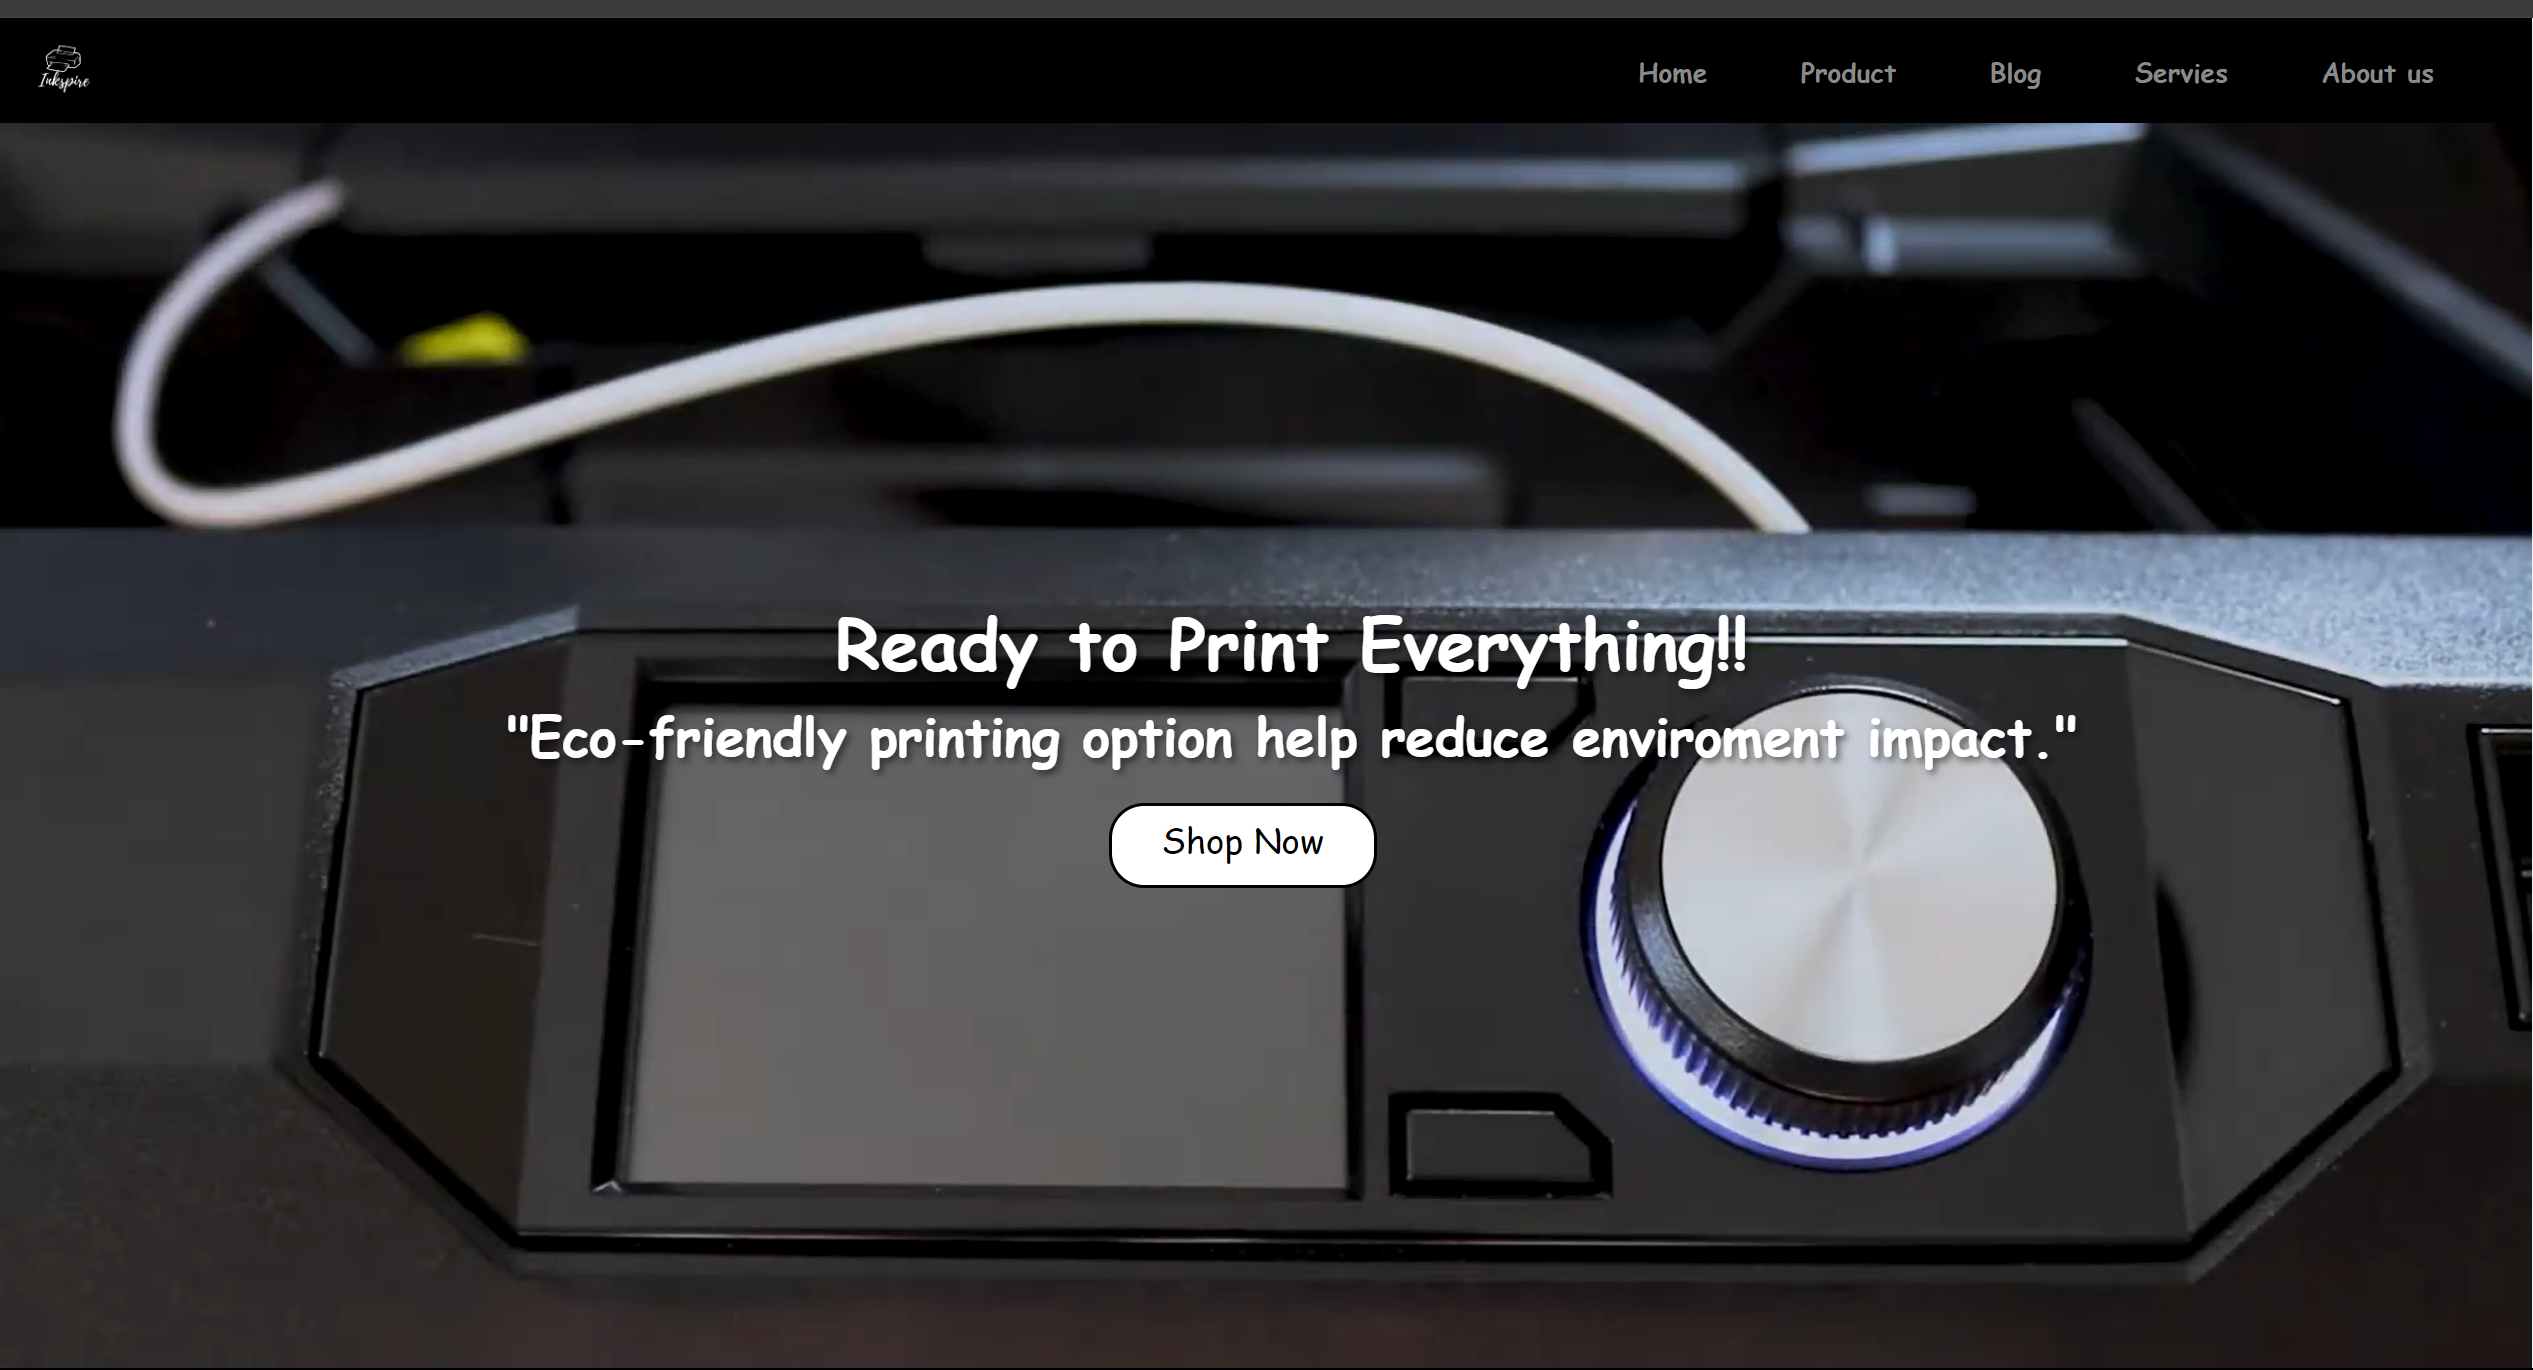 Inkspire
Home Product Blog Servies About us
Ready to Print Everything!!
"Eco-friendly printing option help reduce enviroment impact."
Shop Now